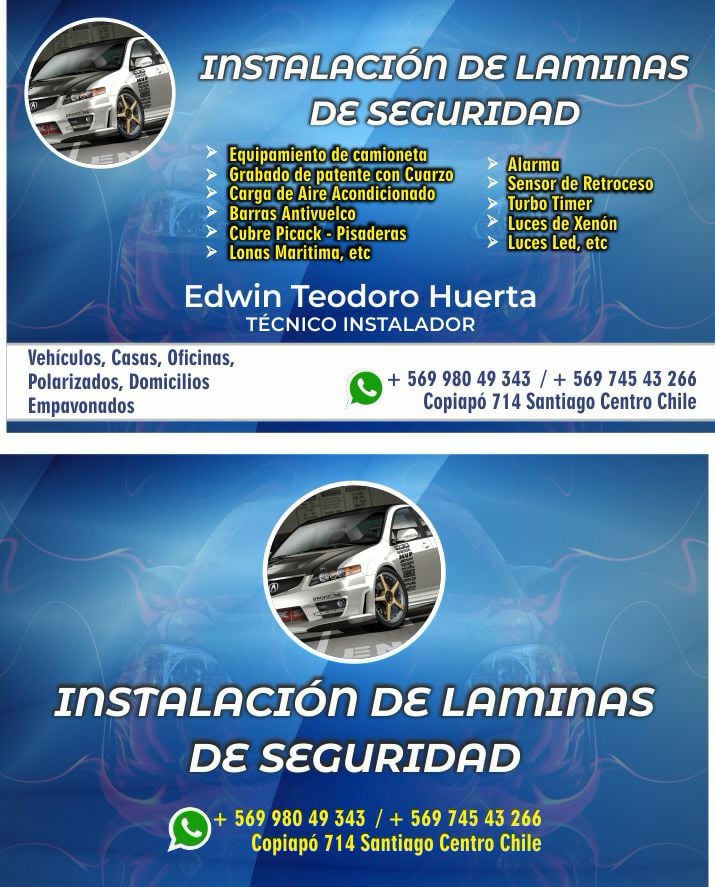 INSTALACIÓN DE LAMINAS
DE SEGURIDAD
Equipamiento de camioneta
Grabado de patente con Cuarzo
Carga de Aire Acondicionado
Barras Antivuelco
Cubre Picack - Pisaderas
Lonas Maritima, etc
Alarma
Sensor de Retroceso
Turbo Timer
Luces de Xenón
Luces Led, etc
Edwin Teodoro Huerta
TÉCNICO INSTALADOR
Vehículos, Casas, Oficinas,
Polarizados, Domicilios
Empavonados
+ 569 980 49 343 / + 569 745 43 266
Copiapó 714 Santiago Centro Chile
INSTALACIÓN DE LAMINAS
DE SEGURIDAD
+ 569 980 49 343 / + 569 745 43 266
Copiapó 714 Santiago Centro Chile